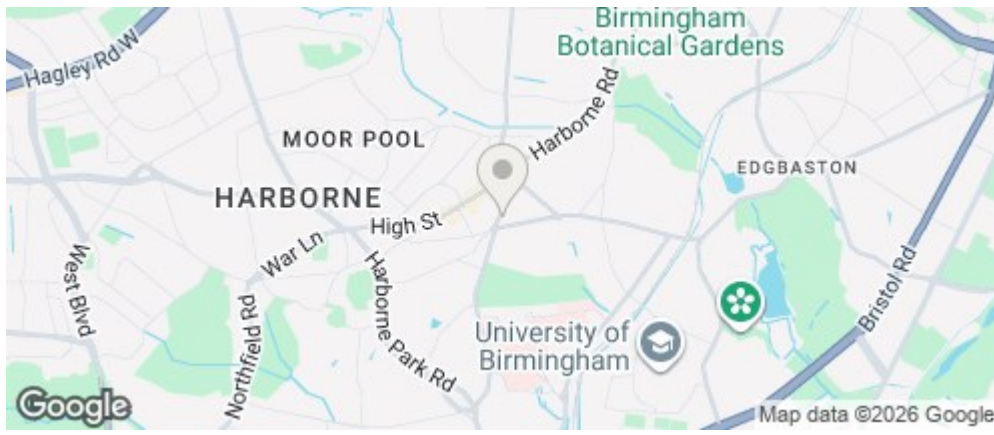 Birmingham
Botanical Gardens
Hagley Rd W
Harborne Rd
MOOR POOL
EDGBASTON
HARBORNE
High St
War Ln
West Blvd
Harborne Park Rd
Northfield Rd
Bristol Rd
University of
Birmingham
Google
Map data ©2026 Google